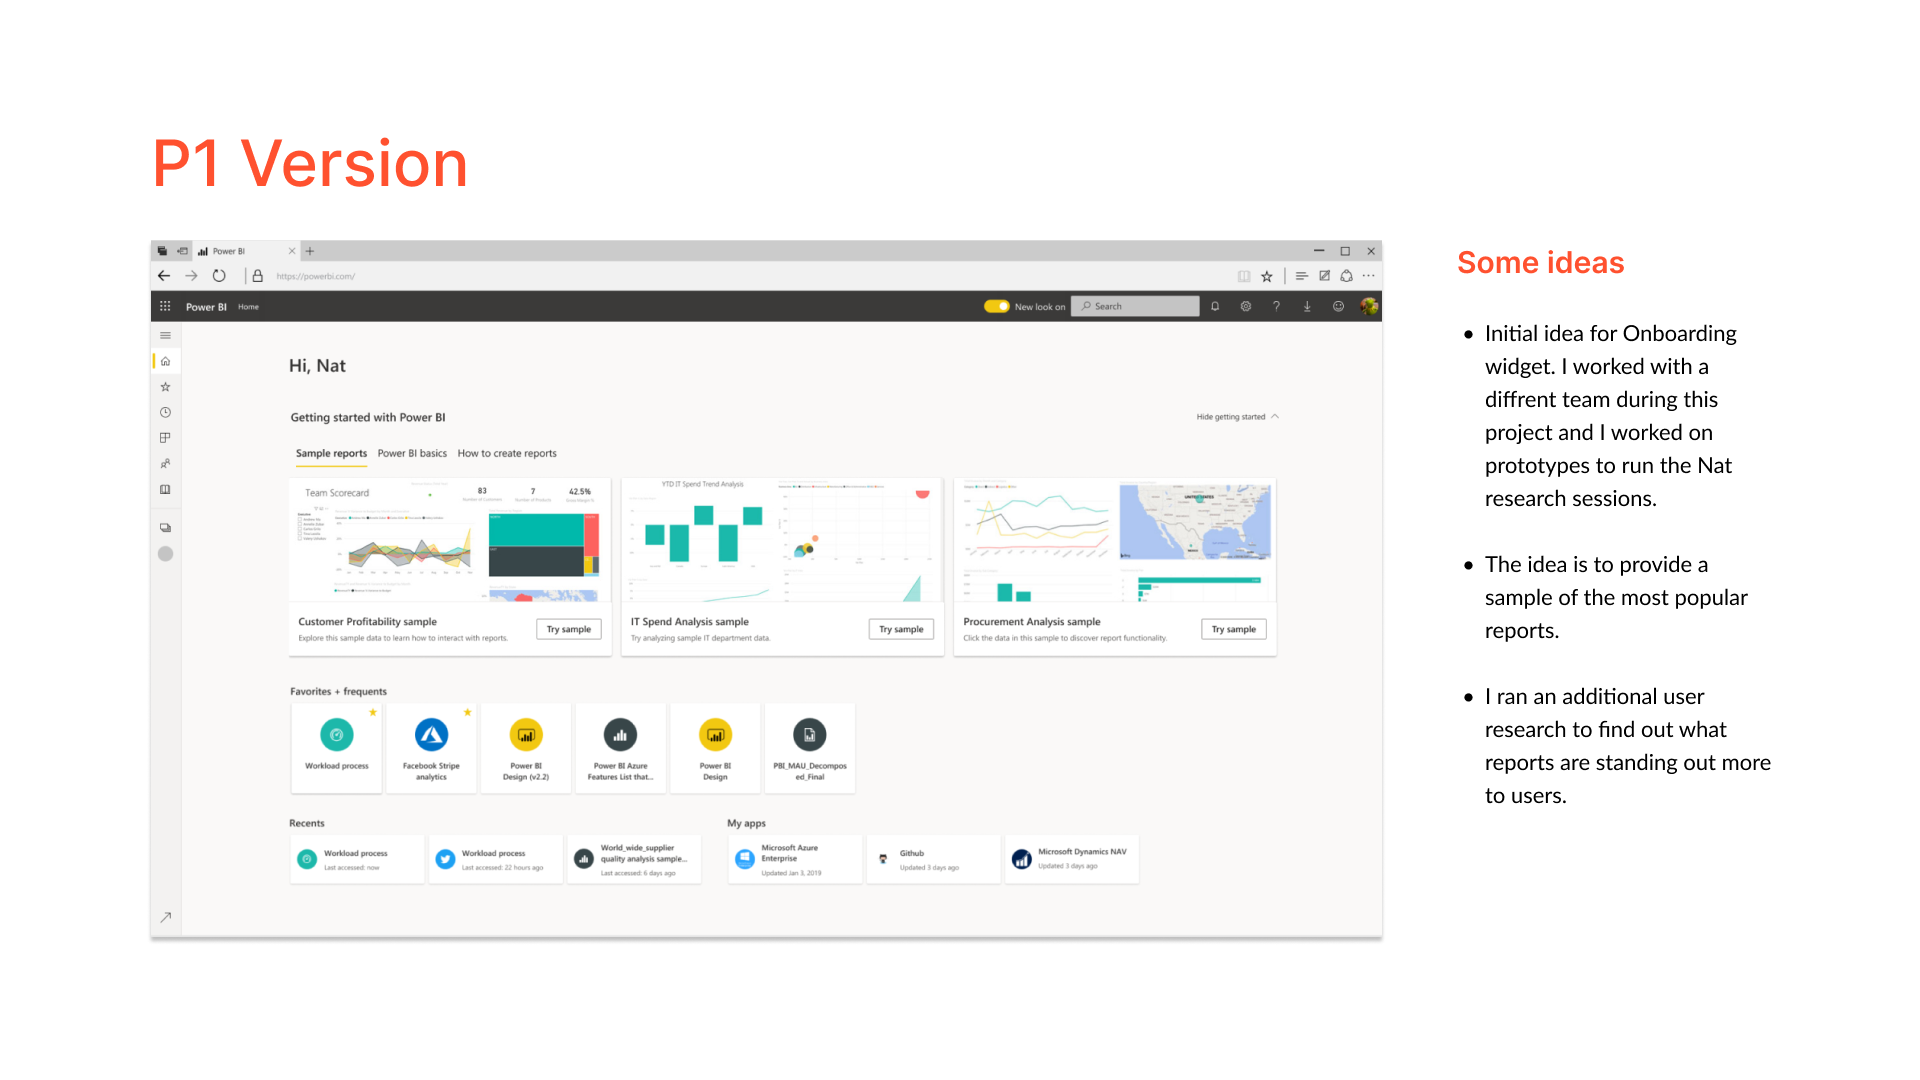 P1 Version
Power BI
https://powerbi.com/
Power BI Home
New look on
Search
Hi, Nat
Getting started with Power BI
Hide getting started
Sample reports Power BI basics How to create reports
Team Scorecard
83
7
42.5%
Number of Customers
Number of Products
YTD IT Spend Trend Analysis
UNITED STATES
Customer Profitability sample
Explore this sample data to learn how to interact with reports.
Try sample
IT Spend Analysis sample
Try analyzing sample IT department data.
Try sample
Procurement Analysis sample
Click the data in this sample to discover report functionality.
Try sample
Favorites + frequents
Workload process
Facebook Stripe
analytics
Power BI
Design (v2.2)
Power BI Azure
Features List that...
Power BI
Design
PBI_MAU_Decompos
ed_Final
Recents
Workload process
Last accessed: now
Workload process
Last accessed: 22 hours ago
World_wide_supplier
quality analysis sample...
Last accessed: 6 days ago
My apps
Microsoft Azure
Enterprise
Updated Jan 3, 2019
Github
Updated 3 days ago
Microsoft Dynamics NAV
Updated 3 days ago
Some ideas
• Initial idea for Onboarding
widget. I worked with a
diffrent team during this
project and I worked on
prototypes to run the Nat
research sessions.
• The idea is to provide a
sample of the most popular
reports.
• I ran an additional user
research to find out what
reports are standing out more
to users.